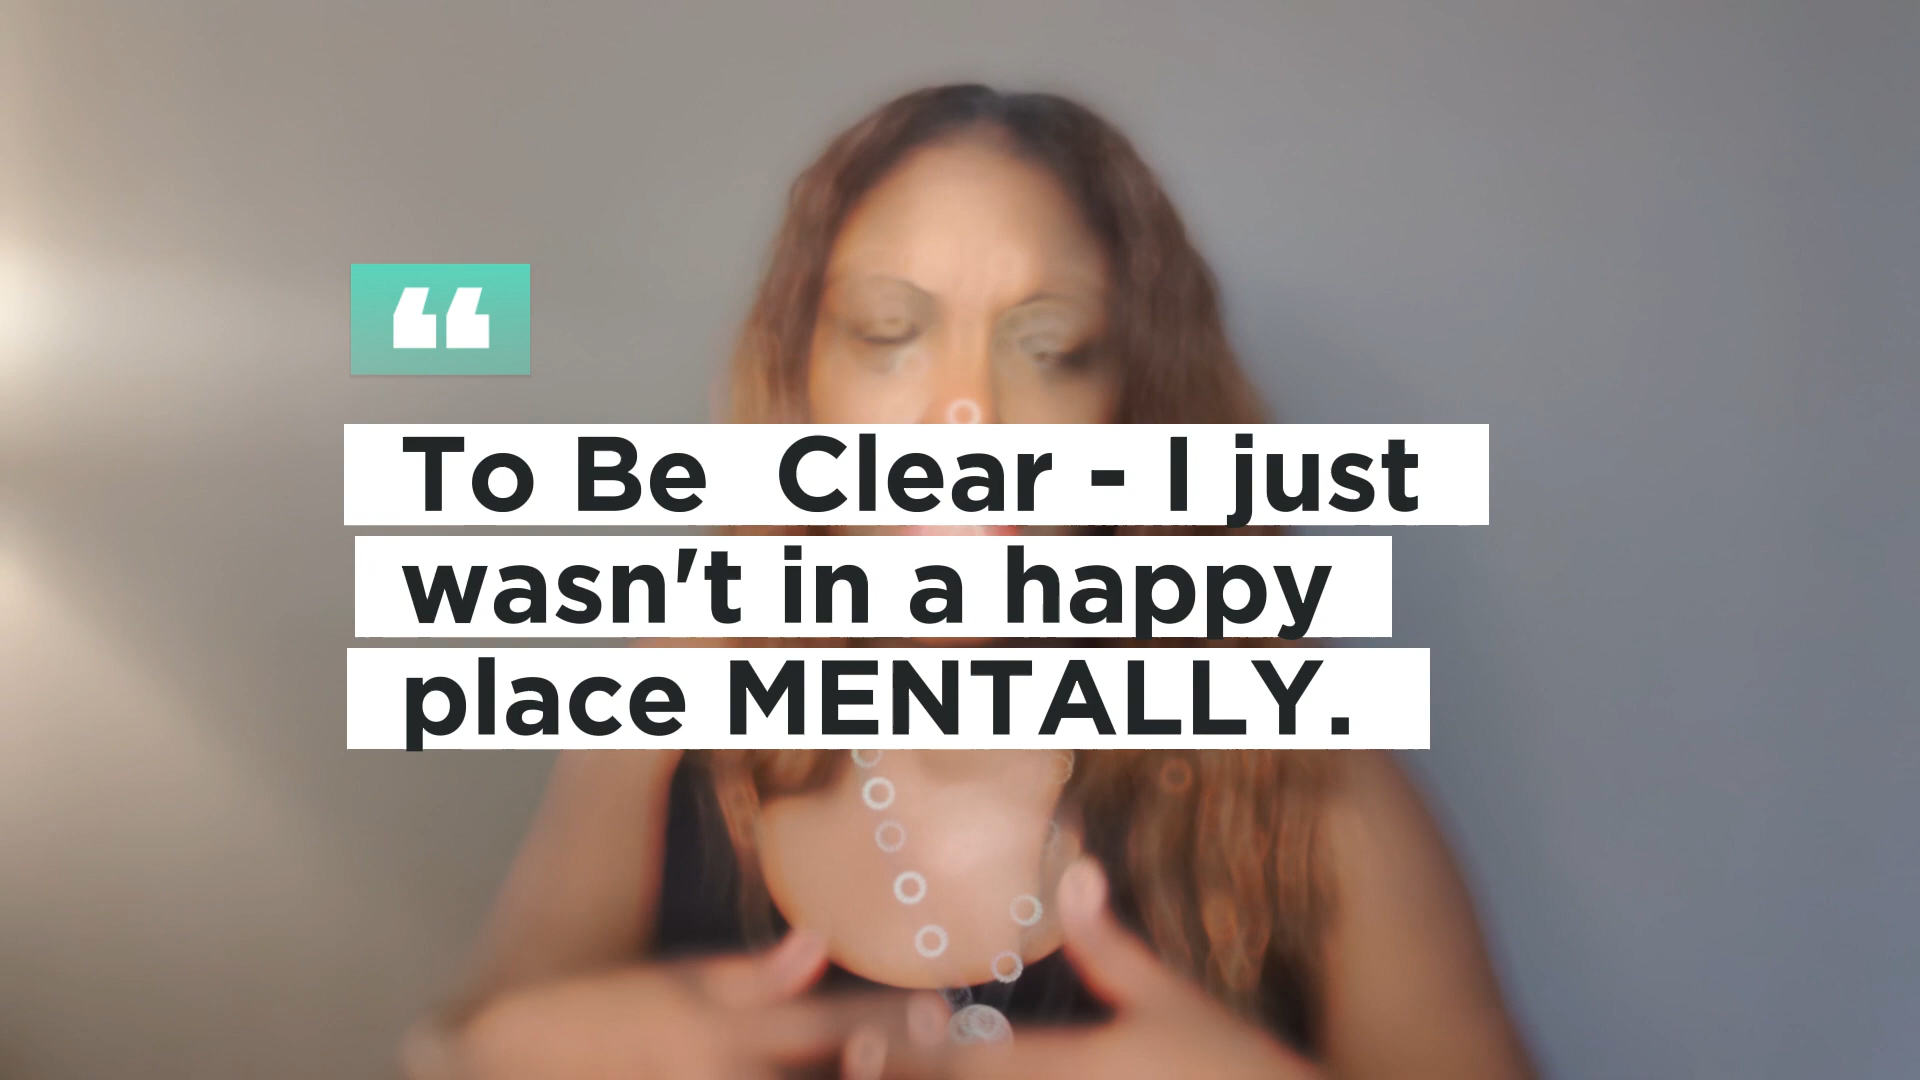 “
To Be  Clear - I just
wasn't in a happy
place MENTALLY.